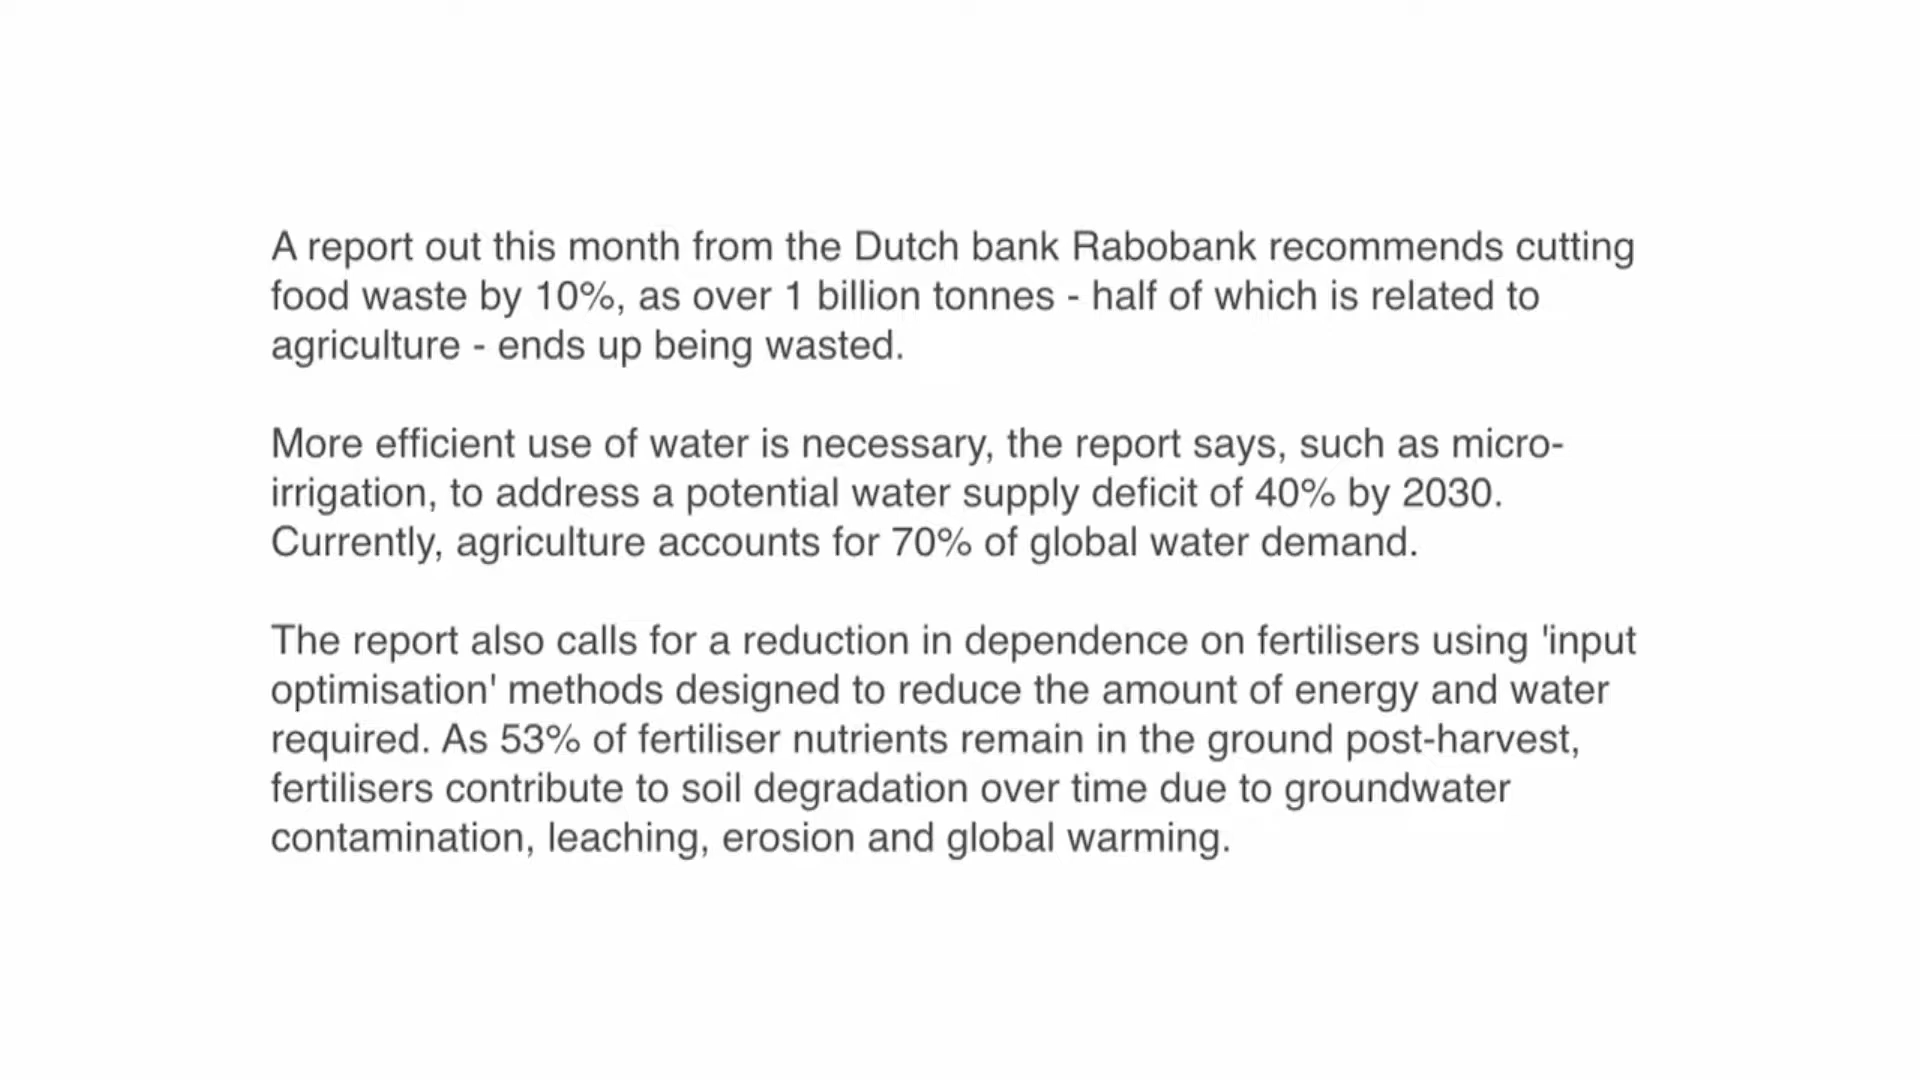 A report out this month from the Dutch bank Rabobank recommends cutting
food waste by 10%, as over 1 billion tonnes - half of which is related to
agriculture - ends up being wasted.
More efficient use of water is necessary, the report says, such as micro-
irrigation, to address a potential water supply deficit of 40% by 2030.
Currently, agriculture accounts for 70% of global water demand.
The report also calls for a reduction in dependence on fertilisers using 'input
optimisation' methods designed to reduce the amount of energy and water
required. As 53% of fertiliser nutrients remain in the ground post-harvest,
fertilisers contribute to soil degradation over time due to groundwater
contamination, leaching, erosion and global warming.